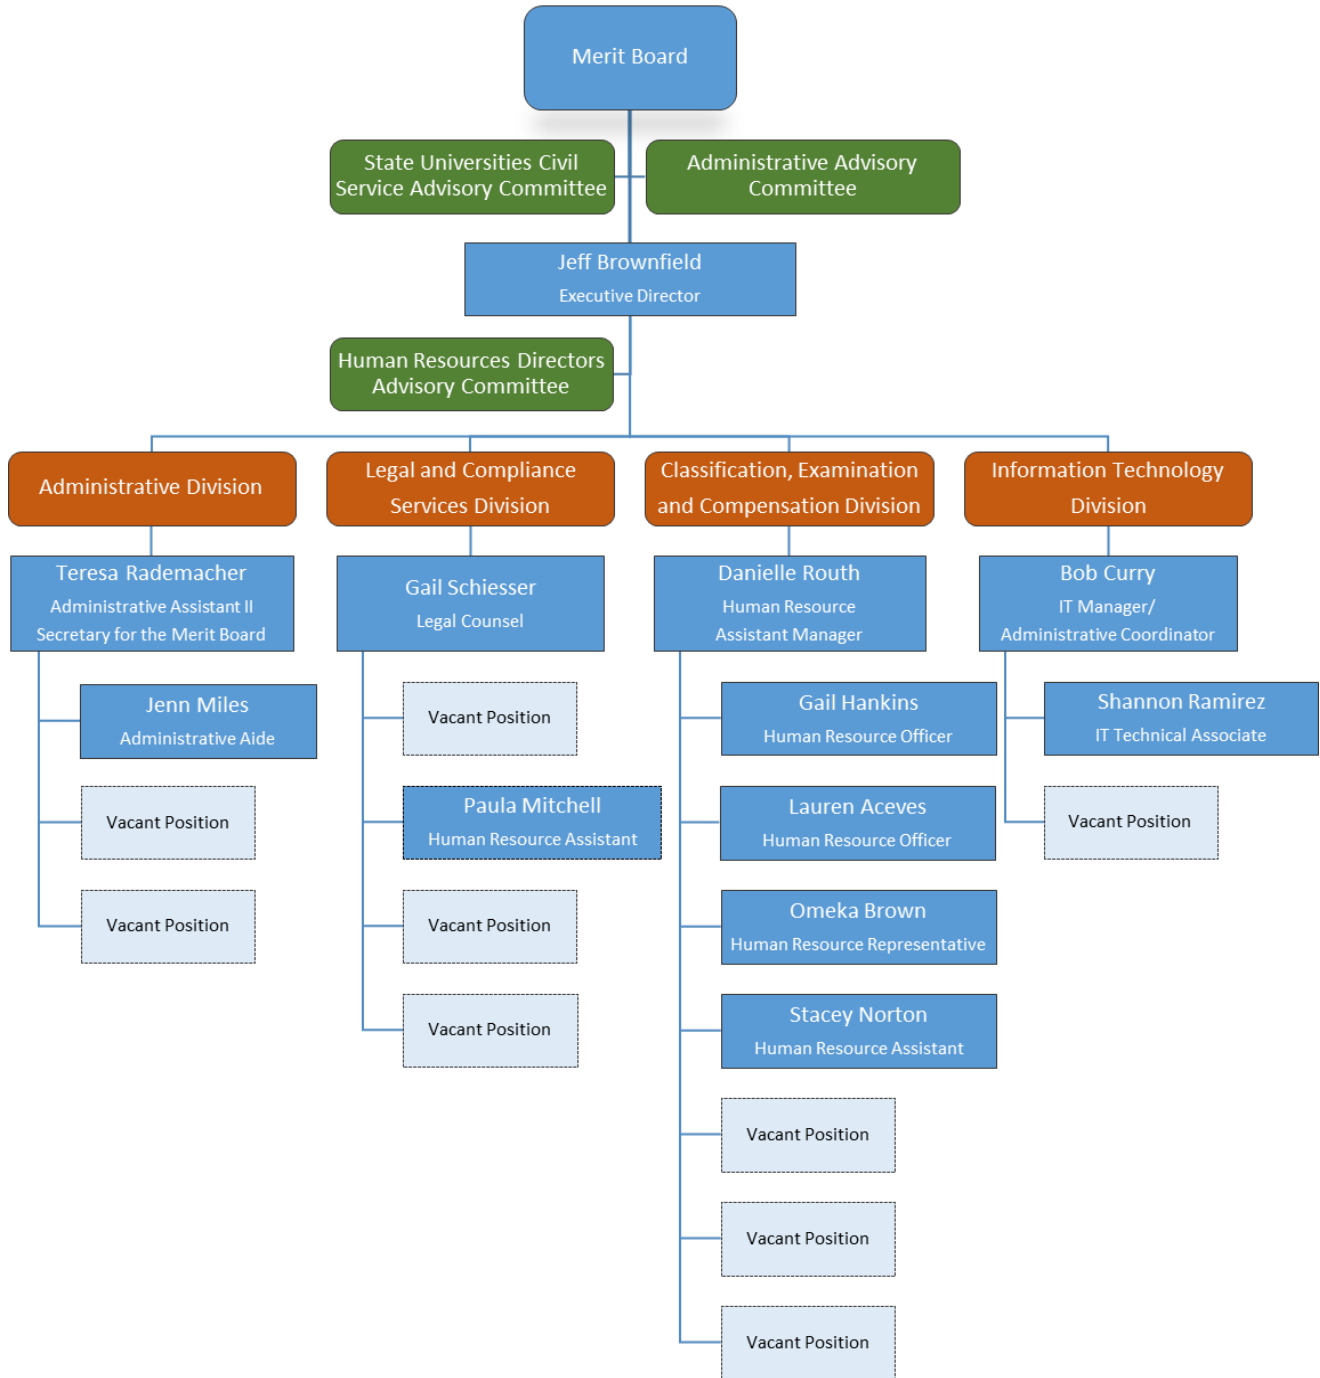 Merit Board
State Universities Civil
Service Advisory Committee
Administrative Advisory
Committee
Jeff Brownfield
Executive Director
Human Resources Directors
Advisory Committee
Administrative Division
Legal and Compliance
Services Division
Classification, Examination
and Compensation Division
Information Technology
Division
Teresa Rademacher
Administrative Assistant II
Secretary for the Merit Board
Jenn Miles
Administrative Aide
Vacant Position
Vacant Position
Gail Schiesser
Legal Counsel
Vacant Position
Paula Mitchell
Human Resource Assistant
Vacant Position
Vacant Position
Danielle Routh
Human Resource
Assistant Manager
Gail Hankins
Human Resource Officer
Lauren Aceves
Human Resource Officer
Omeka Brown
Human Resource Representative
Stacey Norton
Human Resource Assistant
Vacant Position
Vacant Position
Vacant Position
Bob Curry
IT Manager/
Administrative Coordinator
Shannon Ramirez
IT Technical Associate
Vacant Position